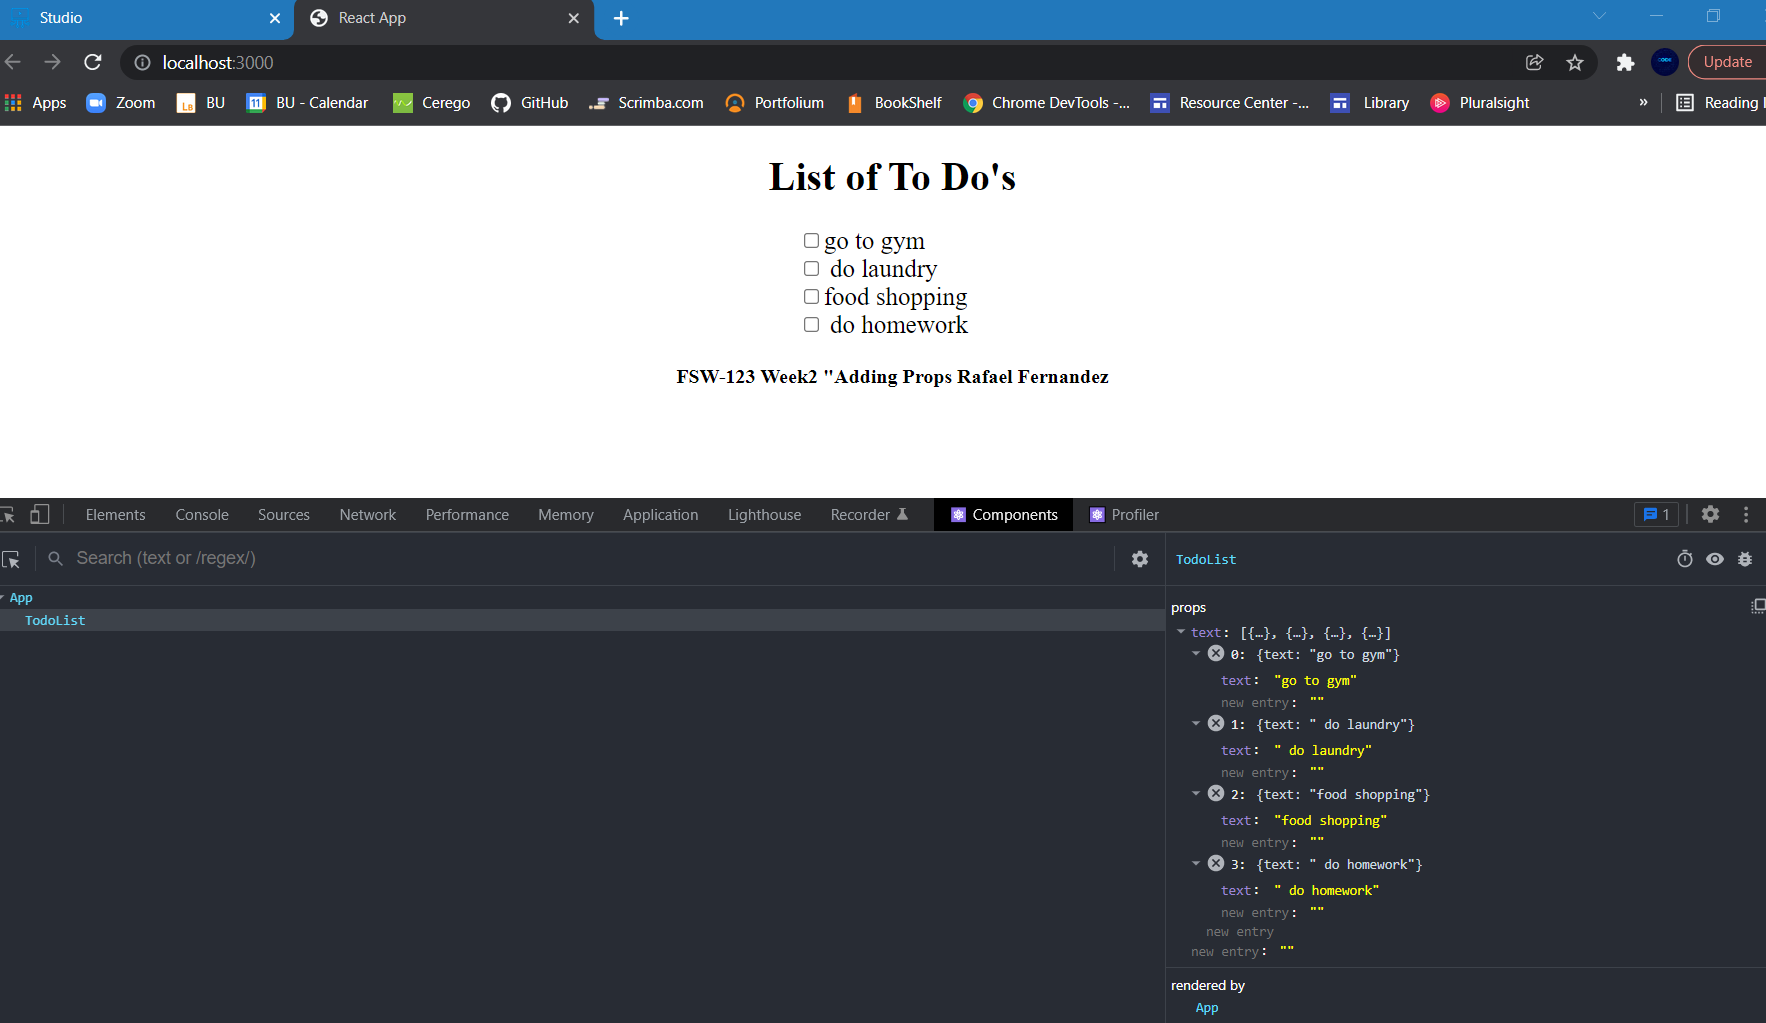 Studio React App
localhost:3000 Update
Apps Zoom BU BU - Calendar Cerego GitHub Scrimba.com Portfolium BookShelf Chrome DevTools -... Resource Center -... Library Pluralsight » Reading
List of To Do's
go to gym
do laundry
food shopping
do homework
FSW-123 Week2 "Adding Props Rafael Fernandez
Elements Console Sources Network Performance Memory Application Lighthouse Recorder Components Profiler 1
Search (text or /regex/)
App
TodoList
TodoList
props
text: [{…}, {…}, {…}, {…}]
0: {text: "go to gym"}
text: "go to gym"
new entry: ""
1: {text: " do laundry"}
text: " do laundry"
new entry: ""
2: {text: "food shopping"}
text: "food shopping"
new entry: ""
3: {text: " do homework"}
text: " do homework"
new entry: ""
new entry
new entry: ""
rendered by
App